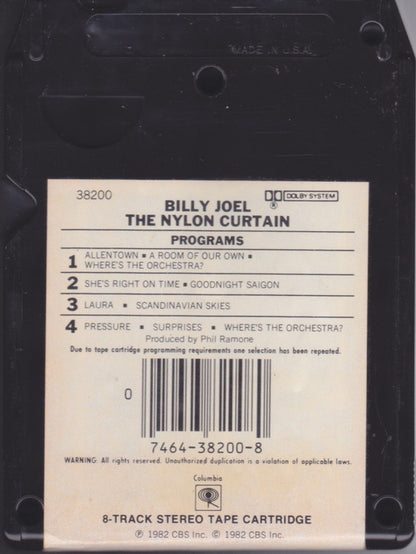 MADE IN U.S.A.
38200
DOLBY SYSTEM
®
BILLY JOEL
THE NYLON CURTAIN
PROGRAMS
1 ALLENTOWN ▪ A ROOM OF OUR OWN ▪
WHERE'S THE ORCHESTRA?
2 SHE'S RIGHT ON TIME ▪ GOODNIGHT SAIGON
3 LAURA ▪ SCANDINAVIAN SKIES
4 PRESSURE ▪ SURPRISES ▪ WHERE'S THE ORCHESTRA?
Produced by Phil Ramone
Due to tape cartridge programming requirements one selection has been repeated.
0
7464-38200-8
WARNING: All rights reserved. Unauthorized duplication is a violation of applicable laws.
Columbia
8-TRACK STEREO TAPE CARTRIDGE
℗ 1982 CBS Inc. © 1982 CBS Inc.